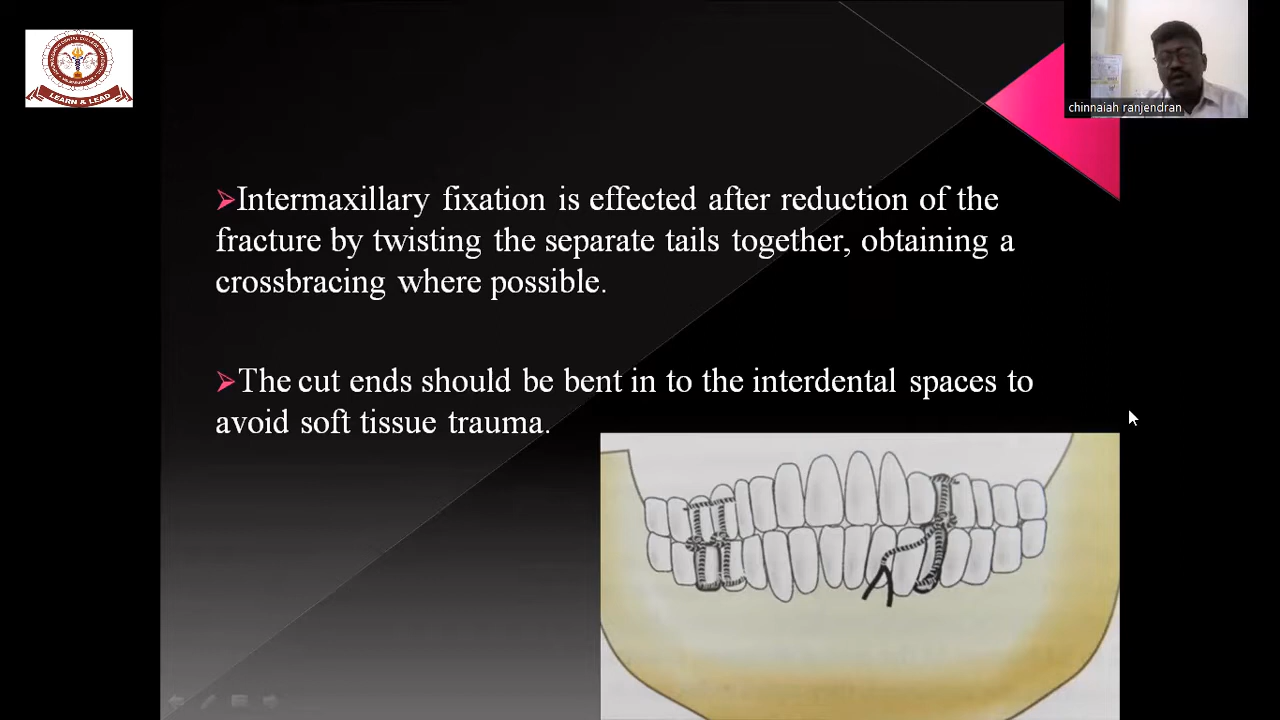 LEARN & LEAD
chinnaiah ranjendran
➢Intermaxillary fixation is effected after reduction of the
fracture by twisting the separate tails together, obtaining a
crossbracing where possible.
➢The cut ends should be bent in to the interdental spaces to
avoid soft tissue trauma.